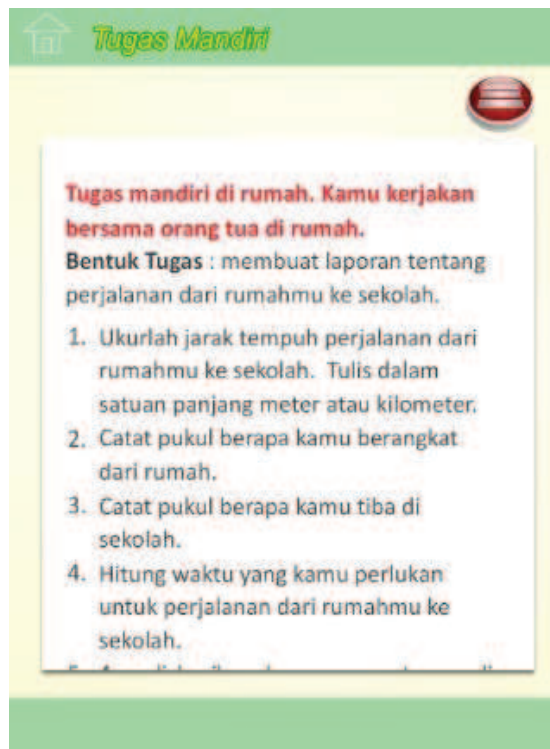 Tugas Mandiri
Tugas mandiri di rumah. Kamu kerjakan
bersama orang tua di rumah.
Bentuk Tugas : membuat laporan tentang
perjalanan dari rumahmu ke sekolah.
1. Ukurlah jarak tempuh perjalanan dari
rumahmu ke sekolah. Tulis dalam
satuan panjang meter atau kilometer.
2. Catat pukul berapa kamu berangkat
dari rumah.
3. Catat pukul berapa kamu tiba di
sekolah.
4. Hitung waktu yang kamu perlukan
untuk perjalanan dari rumahmu ke
sekolah.